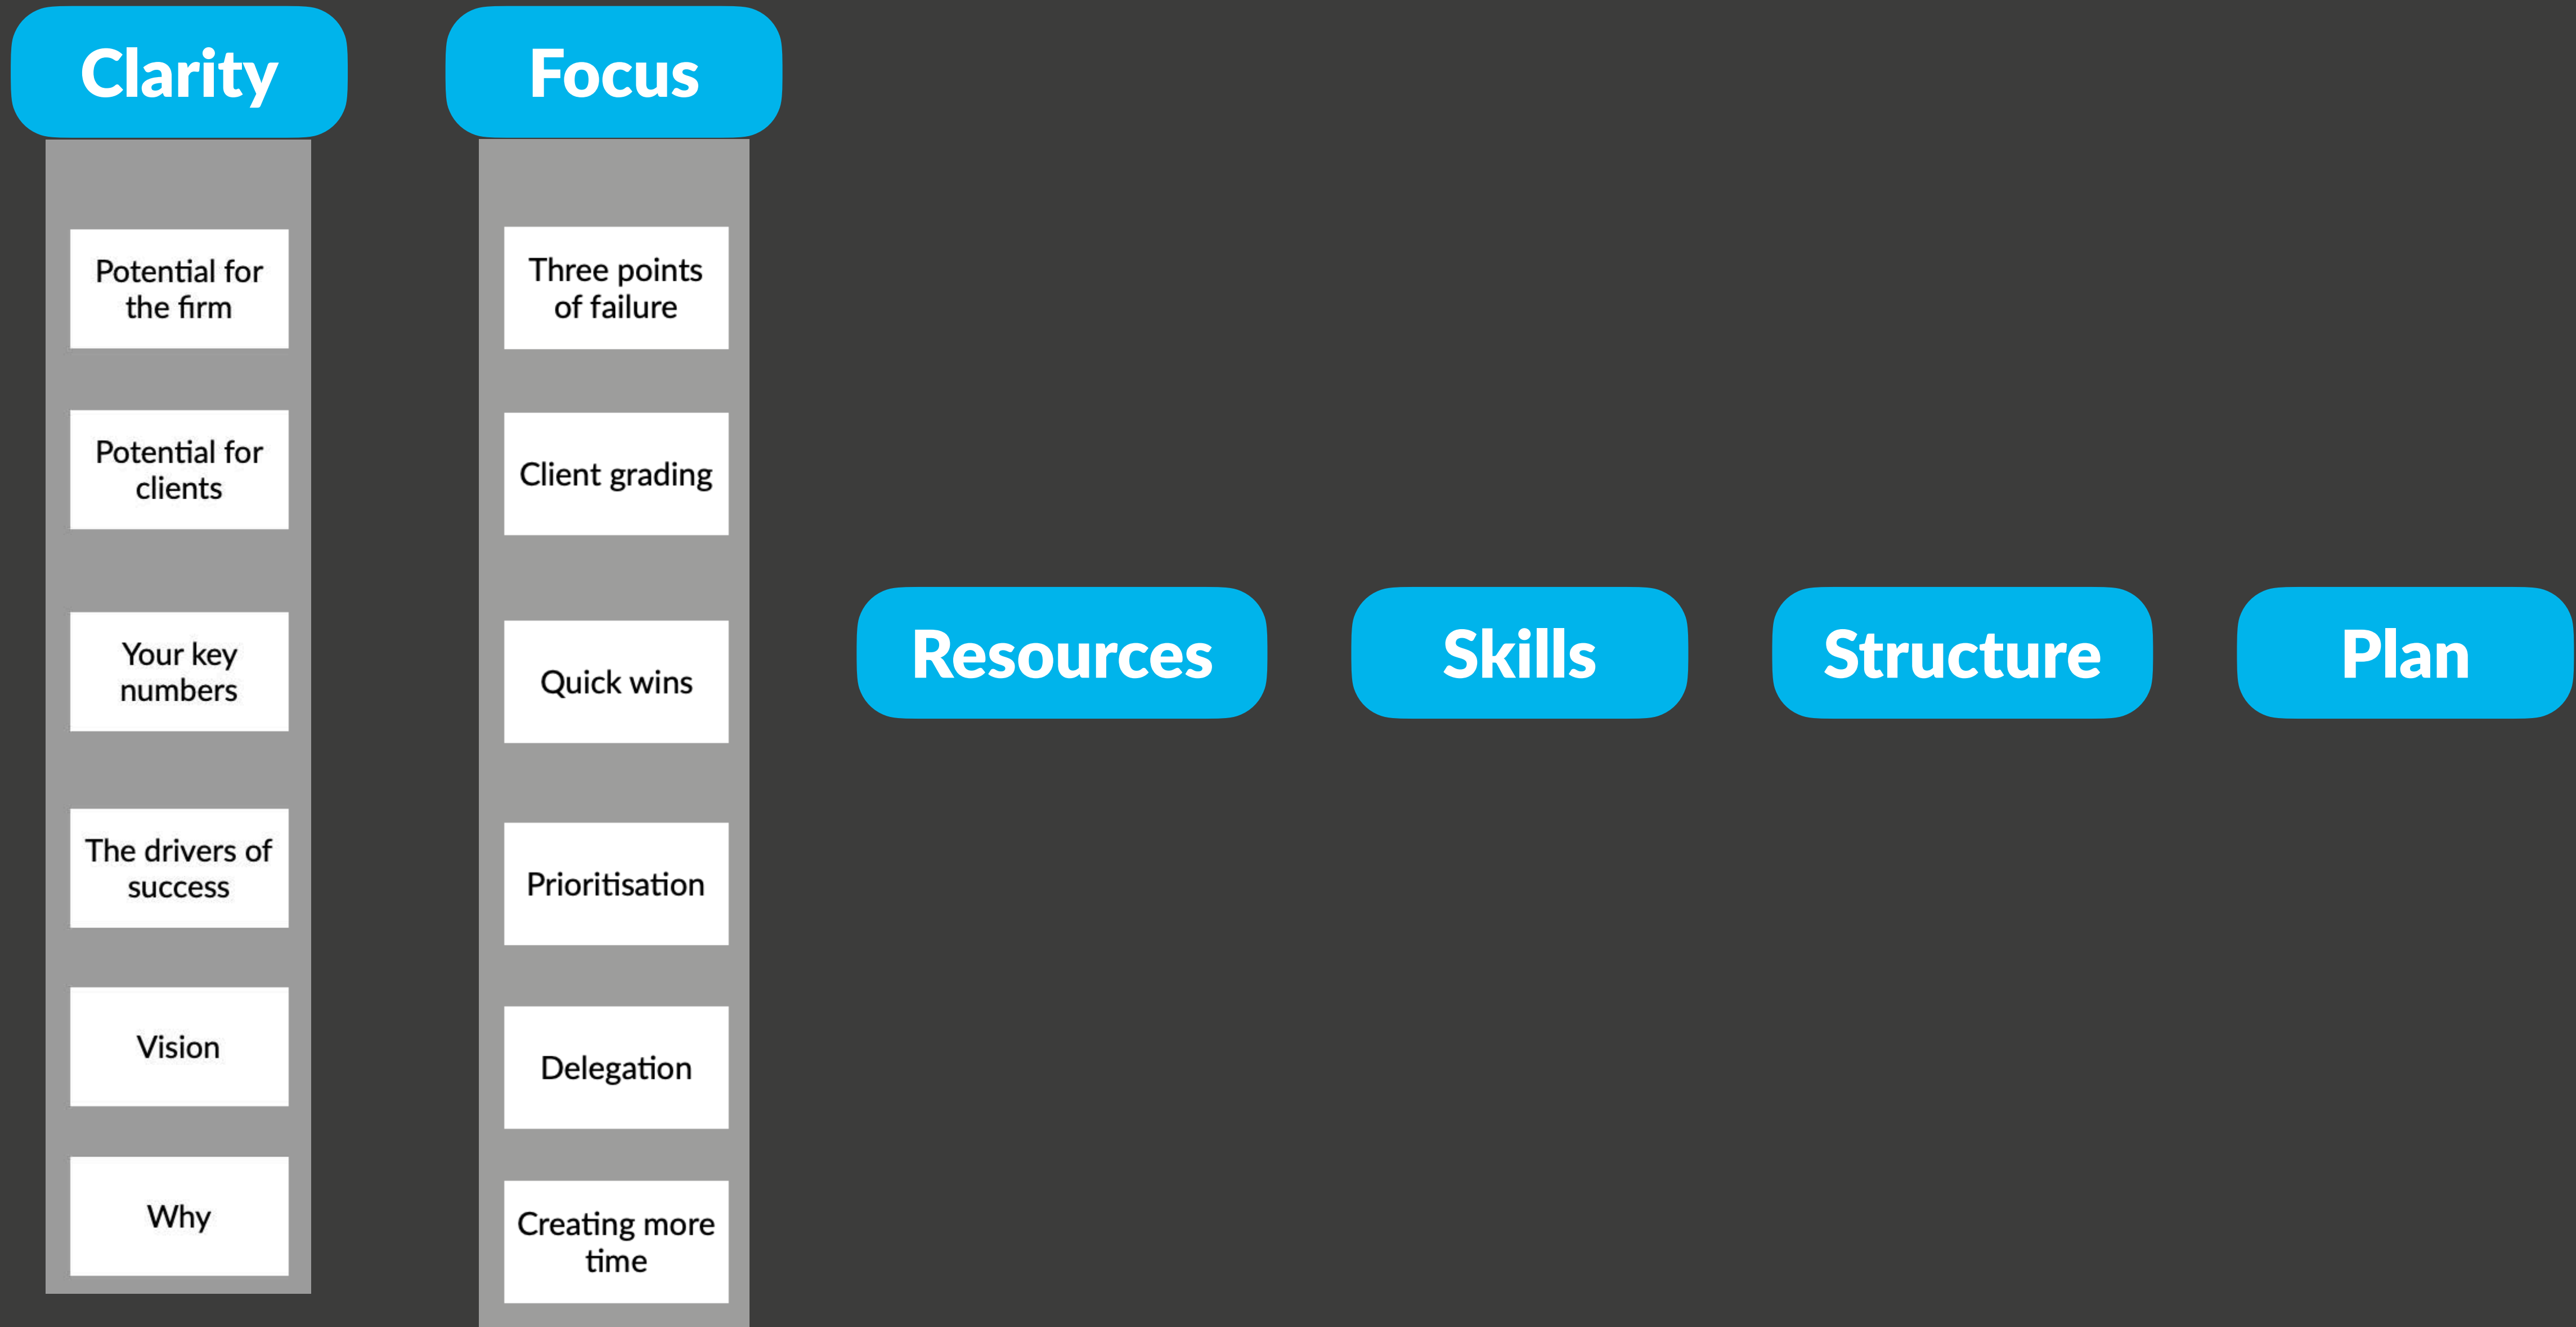 Clarity
Potential for
the firm
Potential for
clients
Your key
numbers
The drivers of
success
Vision
Why
Focus
Three points
of failure
Client grading
Quick wins
Prioritisation
Delegation
Creating more
time
Resources
Skills
Structure
Plan